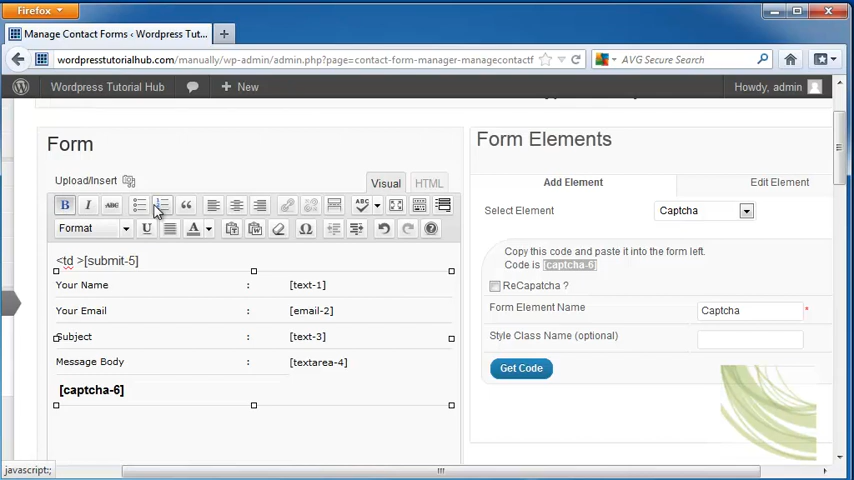 Firefox
Manage Contact Forms ‹ Wordpress Tut...
wordpresstutorialhub.com/manually/wp-admin/admin.php?page=contact-form-manager-managecontactf
AVG Secure Search
Wordpress Tutorial Hub
+ New
Howdy, admin
Form
Form Elements
Upload/Insert
Visual
HTML
Add Element
Edit Element
B I ABC
ABC
Select Element
Captcha
Format
U
A
Ω
Copy this code and paste it into the form left.
Code is [captcha-6]
<td >[submit-5]
ReCapatcha ?
Your Name : [text-1]
Form Element Name
Captcha
*
Your Email : [email-2]
Subject : [text-3]
Style Class Name (optional)
Message Body : [textarea-4]
Get Code
[captcha-6]
javascript:;